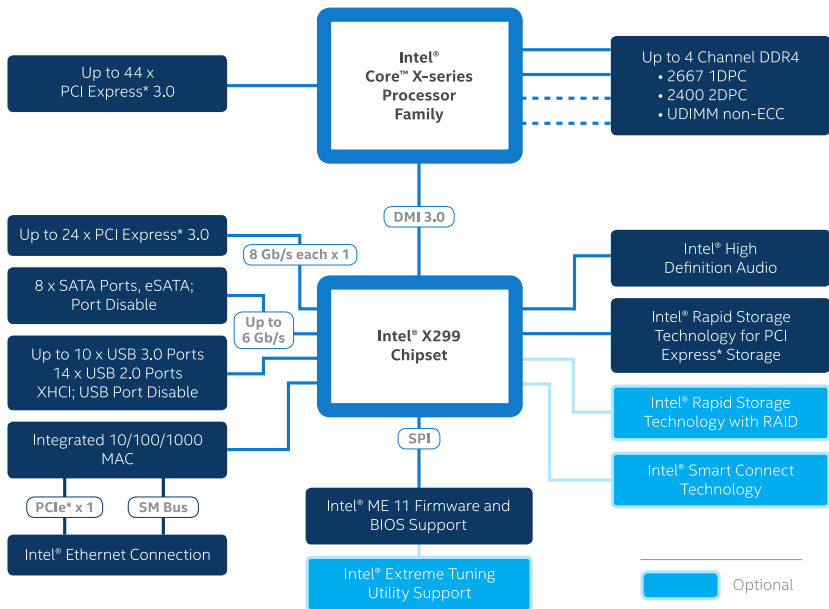 Intel®
Core™ X-series
Processor
Family
Up to 44 x
PCI Express* 3.0
Up to 4 Channel DDR4
• 2667 1DPC
• 2400 2DPC
• UDIMM non-ECC
DMI 3.0
Up to 24 x PCI Express* 3.0
8 Gb/s each x 1
8 x SATA Ports, eSATA;
Port Disable
Up to
6 Gb/s
Up to 10 x USB 3.0 Ports
14 x USB 2.0 Ports
XHCI; USB Port Disable
Integrated 10/100/1000
MAC
PCIe* x 1
SM Bus
Intel® Ethernet Connection
Intel® X299
Chipset
Intel® High
Definition Audio
Intel® Rapid Storage
Technology for PCI
Express* Storage
Intel® Rapid Storage
Technology with RAID
Intel® Smart Connect
Technology
SPI
Intel® ME 11 Firmware and
BIOS Support
Intel® Extreme Tuning
Utility Support
Optional